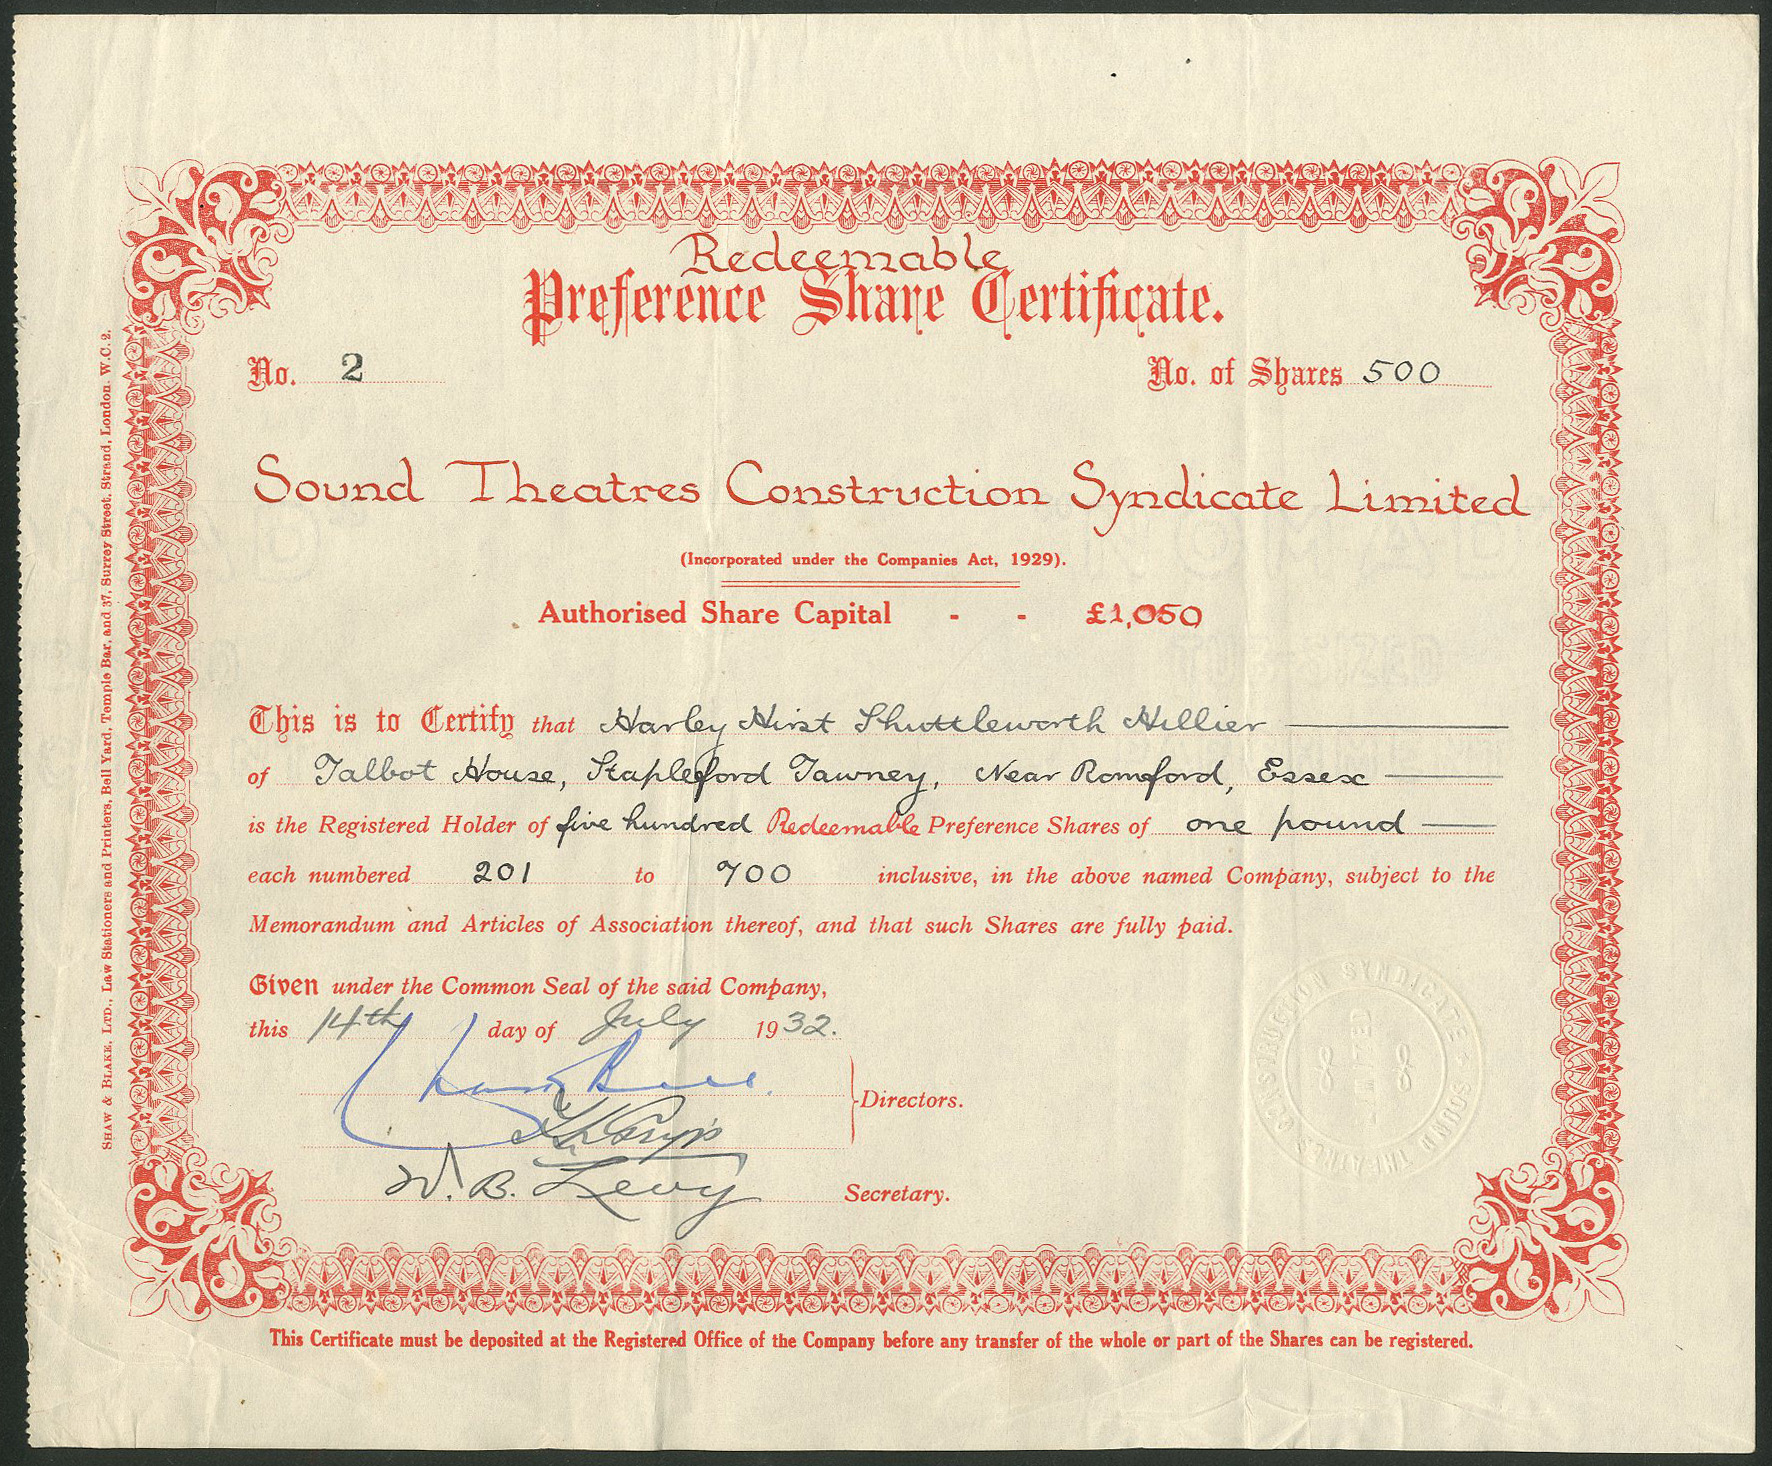 Redeemable
Preference Share Certificate.
No. 2
No. of Shares 500
Sound Theatres Construction Syndicate Limited
(Incorporated under the Companies Act, 1929).
Authorised Share Capital - - £1,050
This is to Certify that Harley Hirst Shuttleworth Hillier
of Talbot House, Stapleford Tawney, Near Romford, Essex
is the Registered Holder of five hundred Redeemable Preference Shares of one pound
each numbered 201 to 700 inclusive, in the above named Company, subject to the
Memorandum and Articles of Association thereof, and that such Shares are fully paid.
Given under the Common Seal of the said Company,
this 14th day of July 1932.
Directors.
W. B. Levy Secretary.
SOUND THEATRES CONSTRUCTION SYNDICATE LIMITED
This Certificate must be deposited at the Registered Office of the Company before any transfer of the whole or part of the Shares can be registered.
SHAW & BLAKE, LTD., Law Stationers and Printers, Bell Yard, Temple Bar, and 37, Surrey Street, Strand, London. W.C. 2.